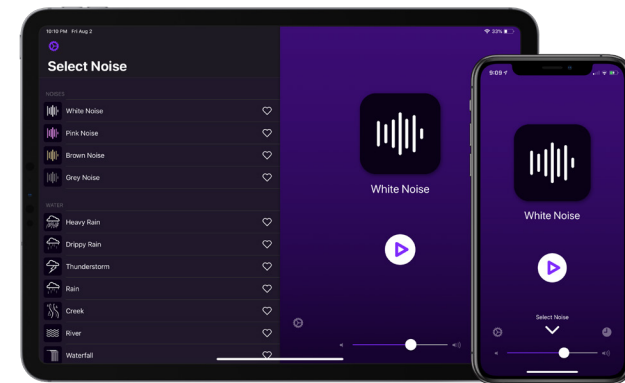 10:10 PM Fri Aug 2
33%
Select Noise
NOISES
White Noise
Pink Noise
Brown Noise
Grey Noise
WATER
Heavy Rain
Drippy Rain
Thunderstorm
Rain
Creek
River
Waterfall
White Noise
9:09
White Noise
Select Noise